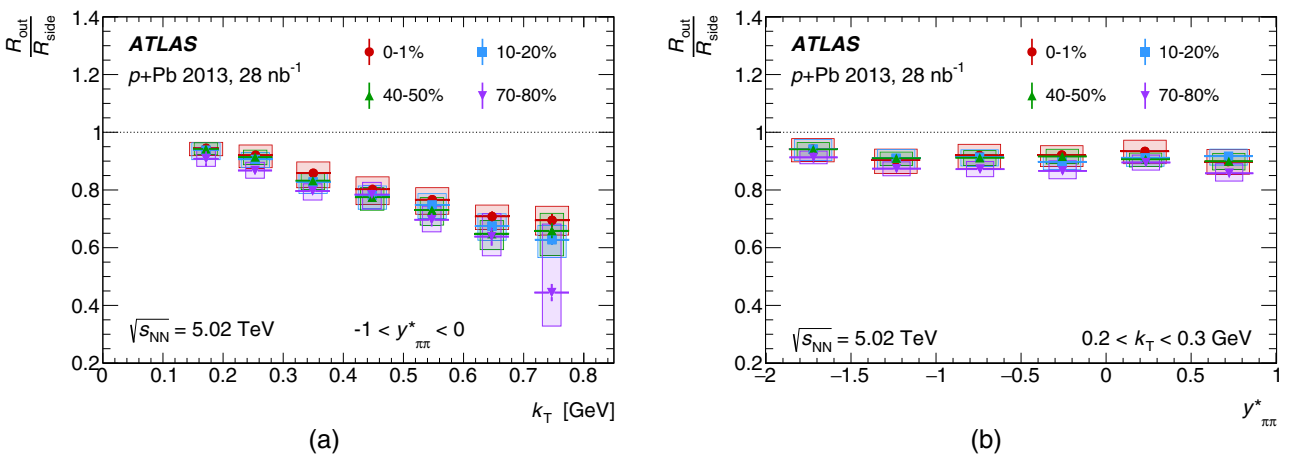 R_out / R_side
1.4
1.2
1
0.8
0.6
0.4
0.2
ATLAS
p+Pb 2013, 28 nb⁻¹
0-1%
10-20%
40-50%
70-80%
√s_NN = 5.02 TeV
-1 < y*_ππ < 0
0 0.1 0.2 0.3 0.4 0.5 0.6 0.7 0.8
k_T [GeV]
(a)
R_out / R_side
1.4
1.2
1
0.8
0.6
0.4
0.2
ATLAS
p+Pb 2013, 28 nb⁻¹
0-1%
10-20%
40-50%
70-80%
√s_NN = 5.02 TeV
0.2 < k_T < 0.3 GeV
−2 −1.5 −1 −0.5 0 0.5 1
y*_ππ
(b)